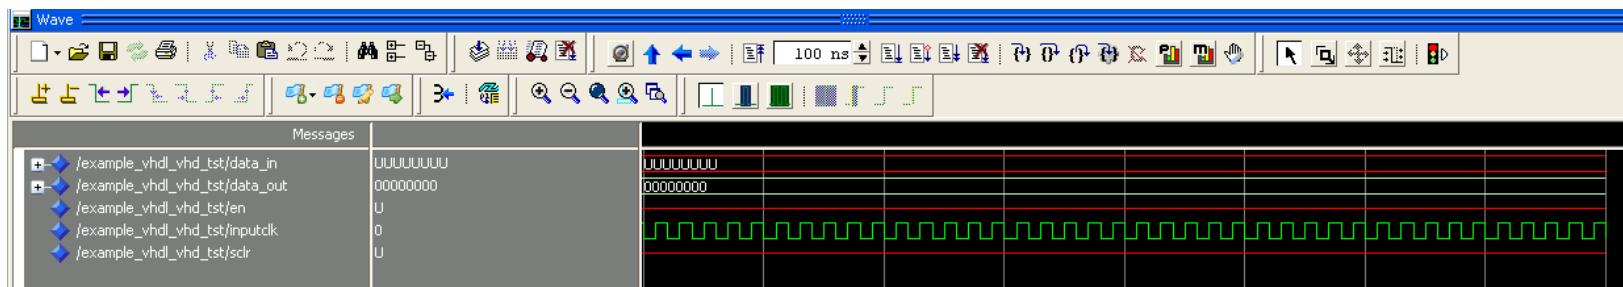 Wave
100 ns
Messages
/example_vhdl_vhd_tst/data_in UUUUUUUU UUUUUUUU
/example_vhdl_vhd_tst/data_out 00000000 00000000
/example_vhdl_vhd_tst/en U
/example_vhdl_vhd_tst/inputclk 0
/example_vhdl_vhd_tst/sclr U